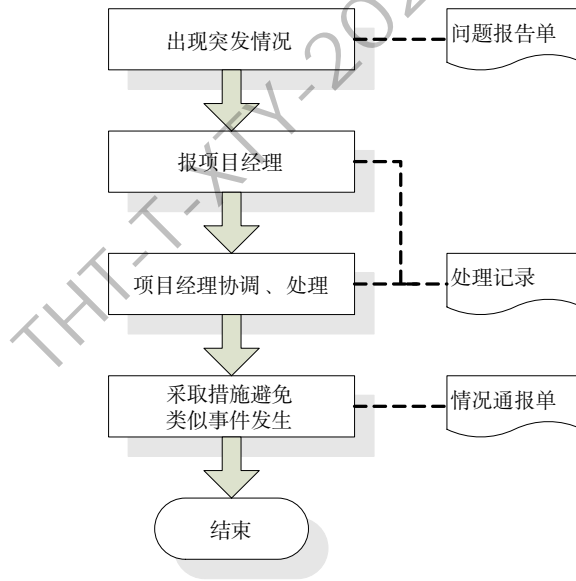 出现突发情况
问题报告单
报项目经理
项目经理协调、处理
处理记录
采取措施避免
类似事件发生
情况通报单
结束
THT-T-XTY-202